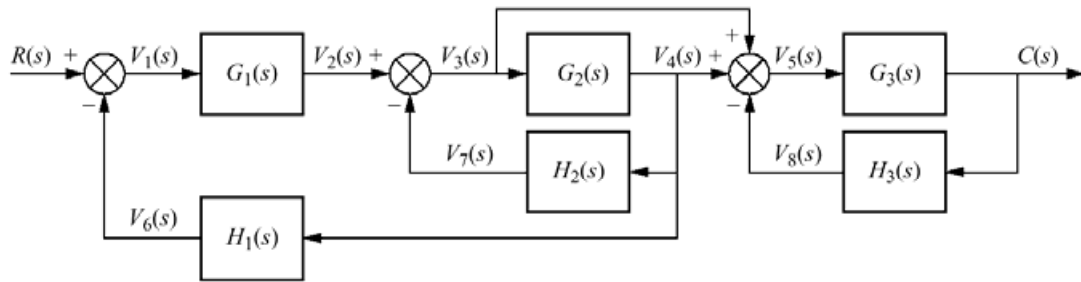 +
R(s) + V1(s) G1(s) V2(s) + V3(s) G2(s) V4(s) + V5(s) G3(s) C(s)
− − −
V7(s) H2(s) V8(s) H3(s)
V6(s) H1(s)